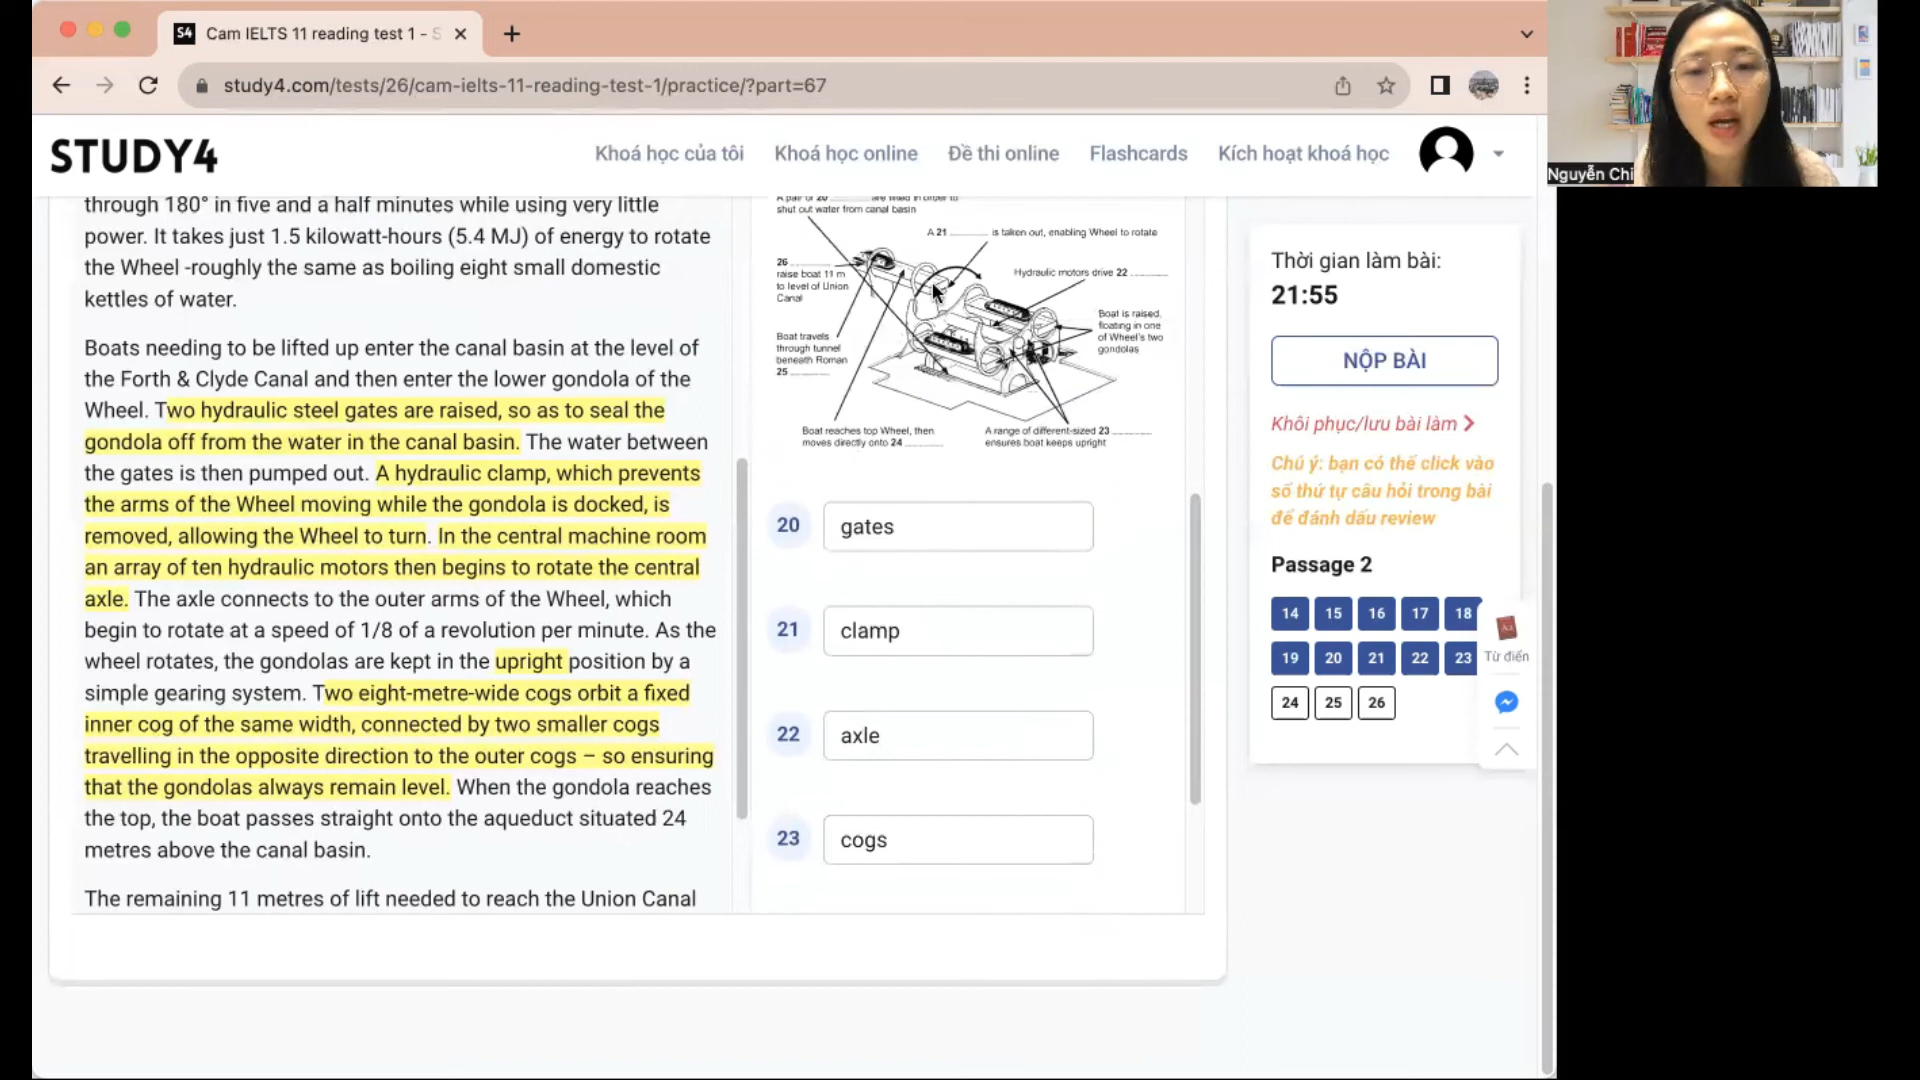 S4 Cam IELTS 11 reading test 1 - S
study4.com/tests/26/cam-ielts-11-reading-test-1/practice/?part=67
STUDY4
Khoá học của tôi
Khoá học online
Đề thi online
Flashcards
Kích hoạt khoá học
Nguyễn Chi
through 180° in five and a half minutes while using very little
power. It takes just 1.5 kilowatt-hours (5.4 MJ) of energy to rotate
the Wheel -roughly the same as boiling eight small domestic
kettles of water.
Boats needing to be lifted up enter the canal basin at the level of
the Forth & Clyde Canal and then enter the lower gondola of the
Wheel. Two hydraulic steel gates are raised, so as to seal the
gondola off from the water in the canal basin. The water between
the gates is then pumped out. A hydraulic clamp, which prevents
the arms of the Wheel moving while the gondola is docked, is
removed, allowing the Wheel to turn. In the central machine room
an array of ten hydraulic motors then begins to rotate the central
axle. The axle connects to the outer arms of the Wheel, which
begin to rotate at a speed of 1/8 of a revolution per minute. As the
wheel rotates, the gondolas are kept in the upright position by a
simple gearing system. Two eight-metre-wide cogs orbit a fixed
inner cog of the same width, connected by two smaller cogs
travelling in the opposite direction to the outer cogs – so ensuring
that the gondolas always remain level. When the gondola reaches
the top, the boat passes straight onto the aqueduct situated 24
metres above the canal basin.
The remaining 11 metres of lift needed to reach the Union Canal
A pair of 20 ________ are lifted in order to
shut out water from canal basin
A 21 ________ is taken out, enabling Wheel to rotate
26 ________
raise boat 11 m
to level of Union
Canal
Hydraulic motors drive 22 ________
Boat is raised,
floating in one
of Wheel's two
gondolas
Boat travels
through tunnel
beneath Roman
25 ________
Boat reaches top Wheel, then
moves directly onto 24 ________
A range of different-sized 23 ________
ensures boat keeps upright
20 gates
21 clamp
22 axle
23 cogs
Thời gian làm bài:
21:55
NỘP BÀI
Khôi phục/lưu bài làm
Chú ý: bạn có thể click vào
số thứ tự câu hỏi trong bài
để đánh dấu review
Passage 2
14 15 16 17 18
19 20 21 22 23
24 25 26
Từ điển